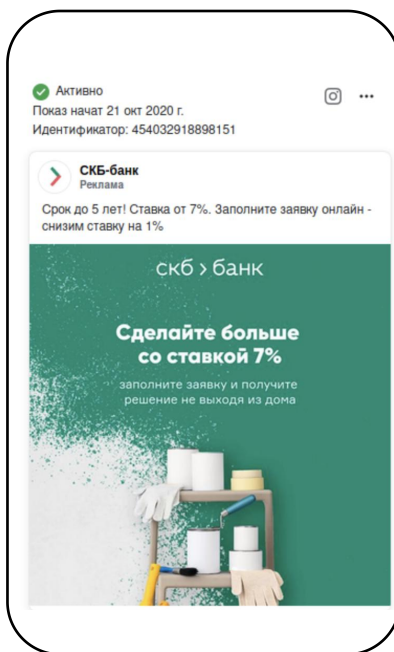 Активно
Показ начат 21 окт 2020 г.
Идентификатор: 454032918898151
СКБ-банк
Реклама
Срок до 5 лет! Ставка от 7%. Заполните заявку онлайн -
снизим ставку на 1%
скб › банк
Сделайте больше
со ставкой 7%
заполните заявку и получите
решение не выходя из дома